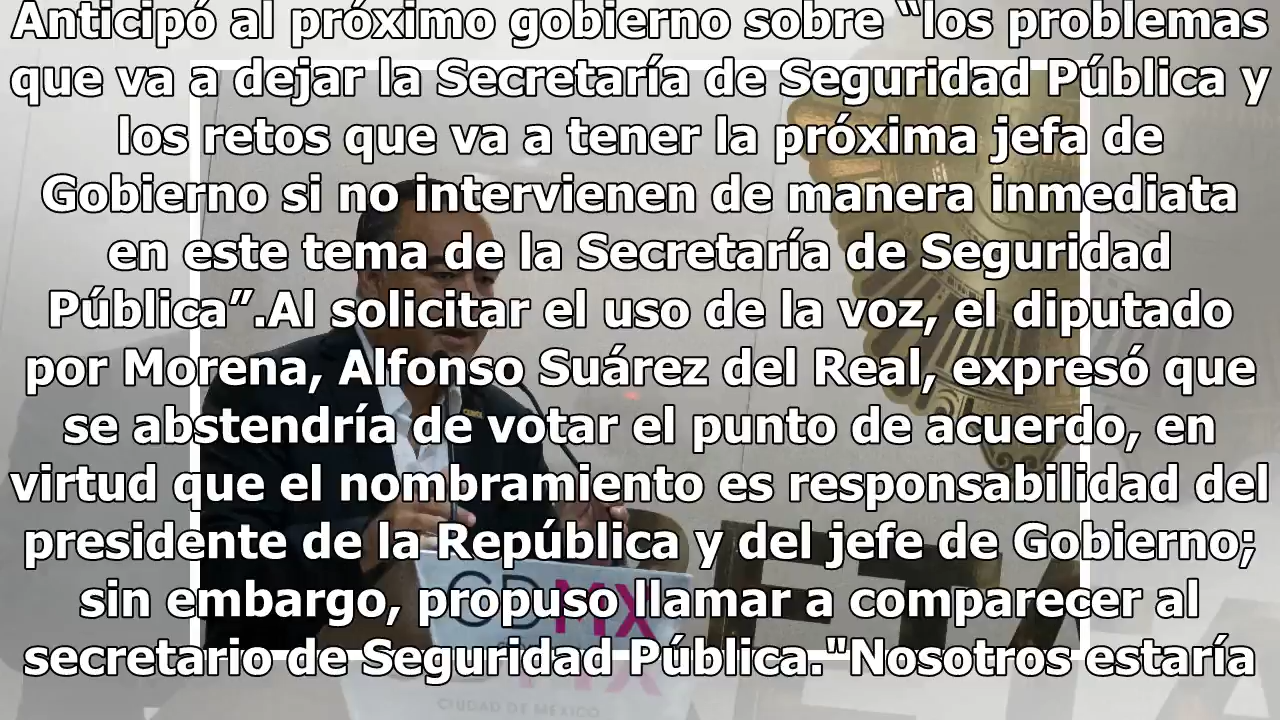 Anticipó al próximo gobierno sobre “los problemas
que va a dejar la Secretaría de Seguridad Pública y
los retos que va a tener la próxima jefa de
Gobierno si no intervienen de manera inmediata
en este tema de la Secretaría de Seguridad
Pública”.Al solicitar el uso de la voz, el diputado
por Morena, Alfonso Suárez del Real, expresó que
se abstendría de votar el punto de acuerdo, en
virtud que el nombramiento es responsabilidad del
presidente de la República y del jefe de Gobierno;
sin embargo, propuso llamar a comparecer al
secretario de Seguridad Pública."Nosotros estaría
CDMX
CIUDAD DE MÉXICO